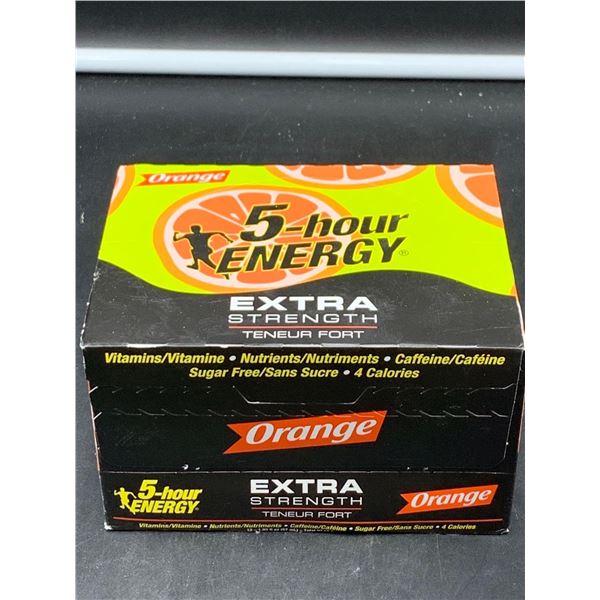 Orange
5-hour
ENERGY®
EXTRA
STRENGTH
TENEUR FORT
Vitamins/Vitamine • Nutrients/Nutriments • Caffeine/Caféine
Sugar Free/Sans Sucre • 4 Calories
Orange
5-hour
ENERGY
EXTRA
STRENGTH
TENEUR FORT
Orange
Vitamins/Vitamine • Nutrients/Nutriments • Caffeine/Caféine • Sugar Free/Sans Sucre • 4 Calories